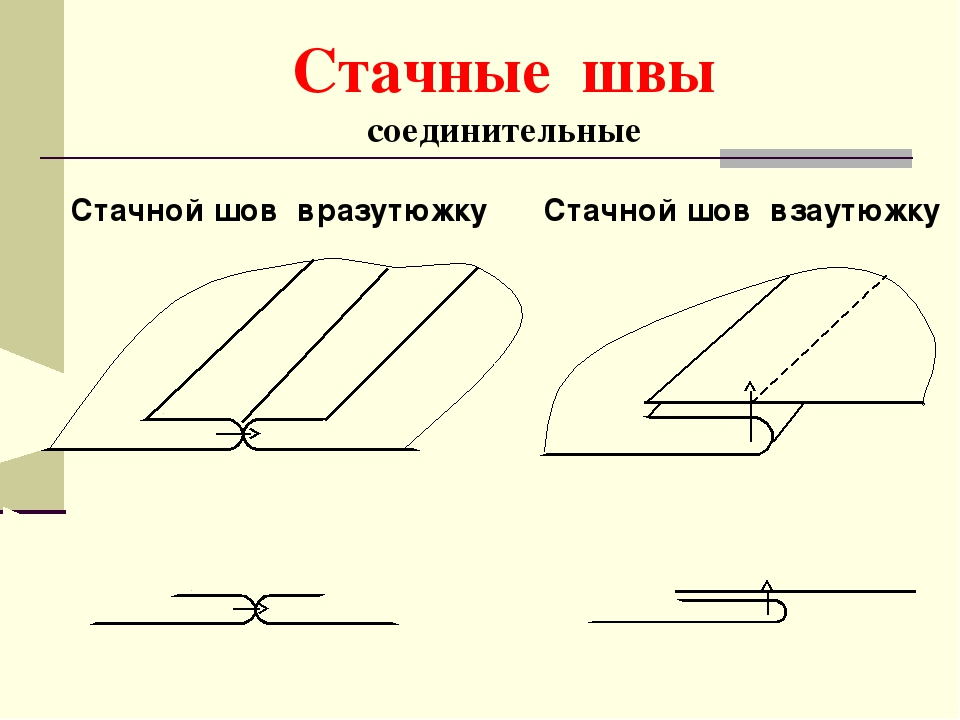 Стачные швы
соединительные
Стачной шов вразутюжку
Стачной шов взаутюжку